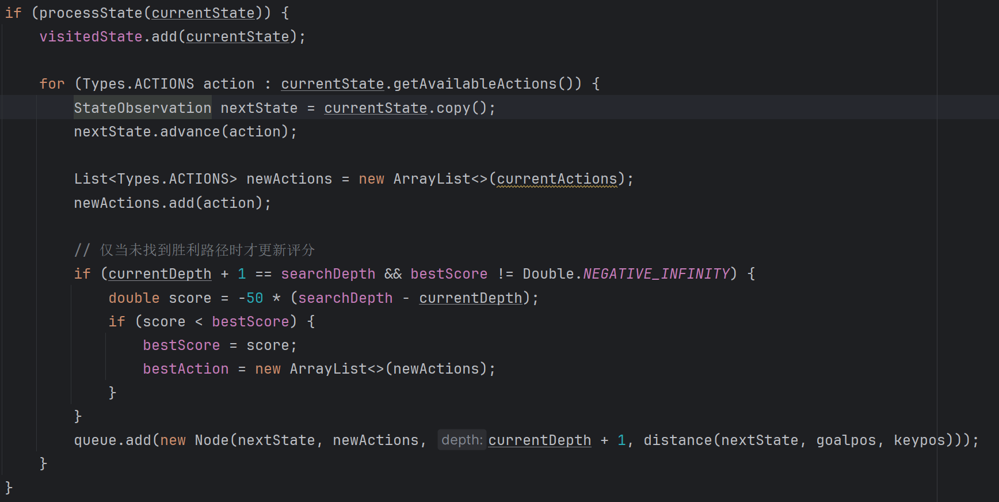 if (processState(currentState)) {
visitedState.add(currentState);
for (Types.ACTIONS action : currentState.getAvailableActions()) {
StateObservation nextState = currentState.copy();
nextState.advance(action);
List<Types.ACTIONS> newActions = new ArrayList<>(currentActions);
newActions.add(action);
// 仅当未找到胜利路径时才更新评分
if (currentDepth + 1 == searchDepth && bestScore != Double.NEGATIVE_INFINITY) {
double score = -50 * (searchDepth - currentDepth);
if (score < bestScore) {
bestScore = score;
bestAction = new ArrayList<>(newActions);
}
}
queue.add(new Node(nextState, newActions, depth: currentDepth + 1, distance(nextState, goalpos, keypos)));
}
}